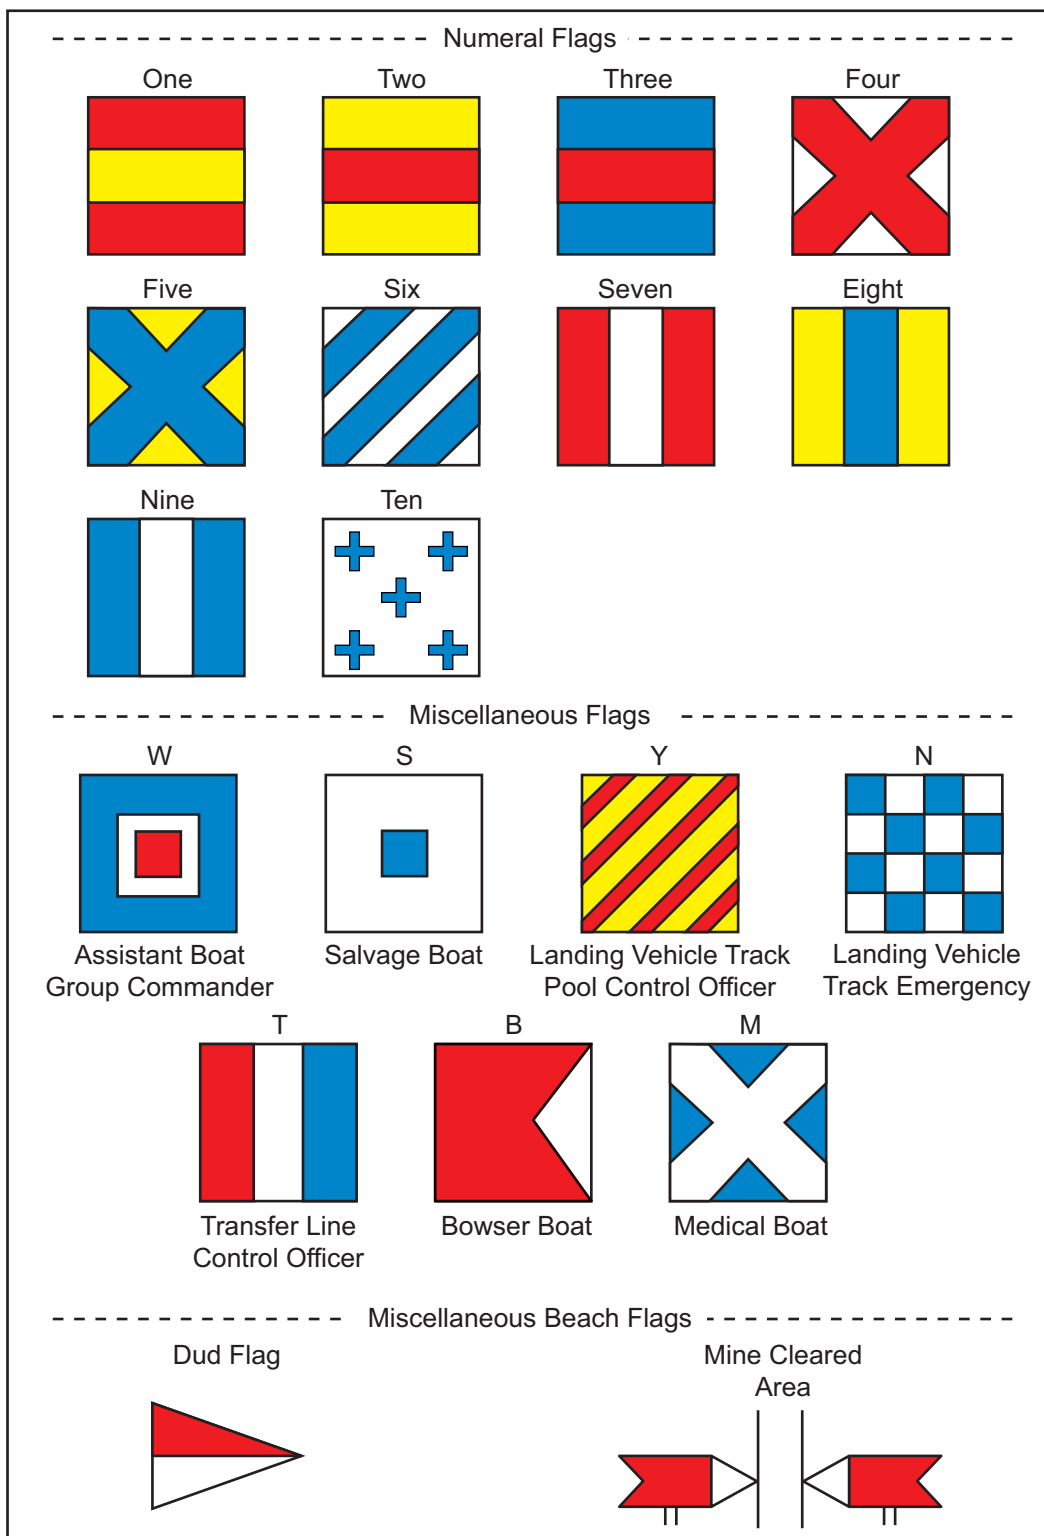 Numeral Flags
One Two Three Four
Five Six Seven Eight
Nine Ten
Miscellaneous Flags
W S Y N
Assistant Boat
Group Commander
Salvage Boat
Landing Vehicle Track
Pool Control Officer
Landing Vehicle
Track Emergency
T B M
Transfer Line
Control Officer
Bowser Boat
Medical Boat
Miscellaneous Beach Flags
Dud Flag
Mine Cleared
Area